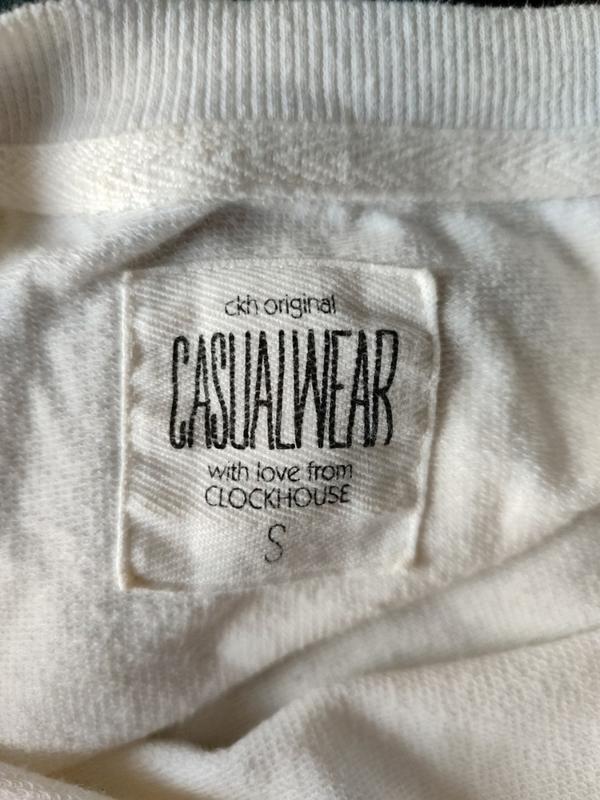 ckh original
CASUALWEAR
with love from
CLOCKHOUSE
S